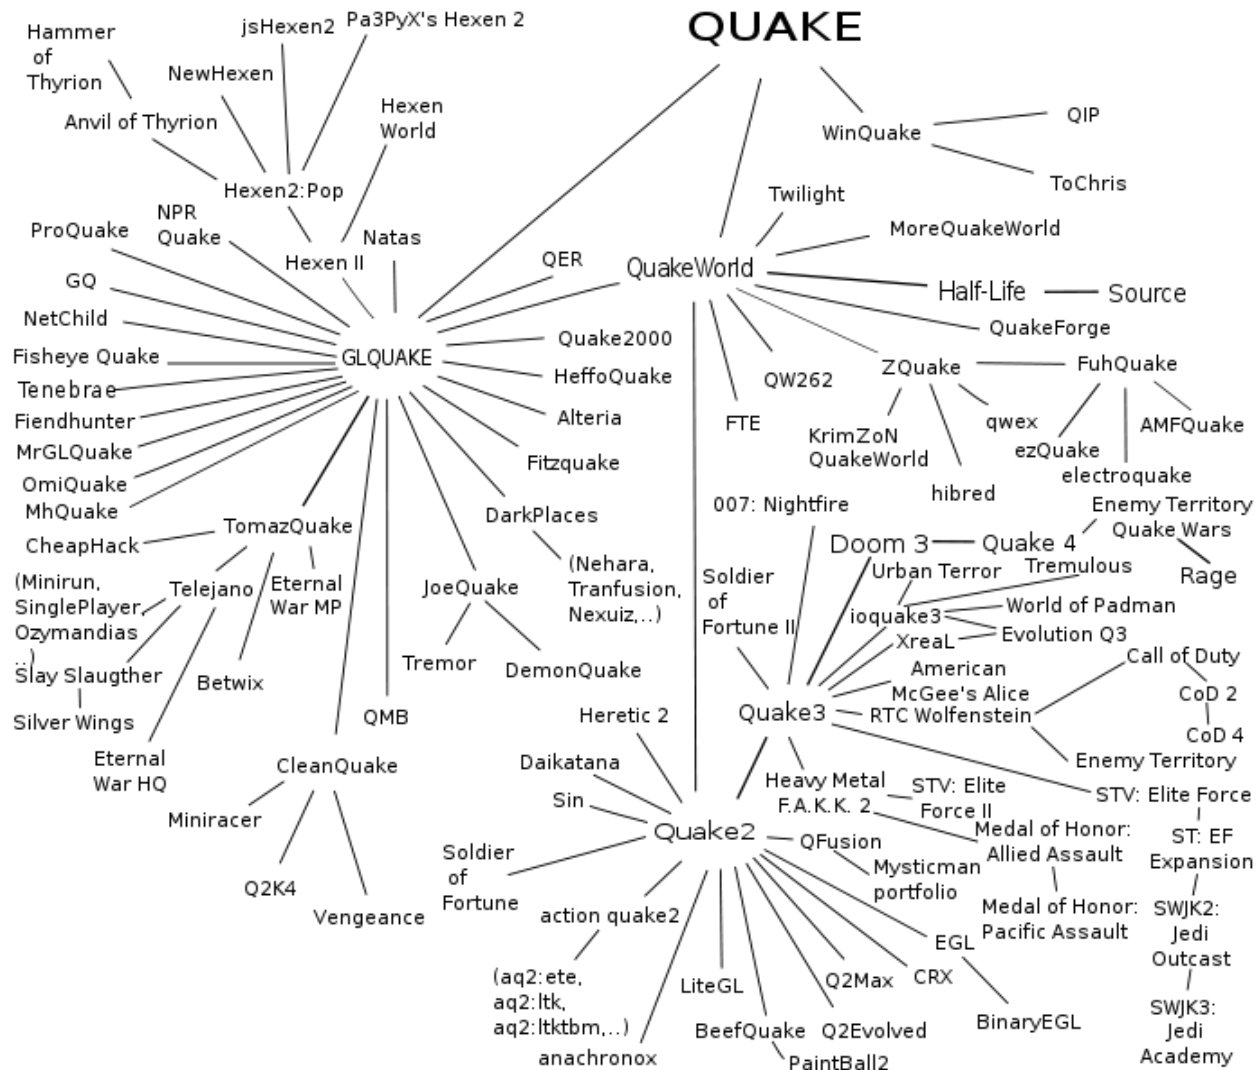 QUAKE
Hammer
of
Thyrion
jsHexen2
Pa3PyX's Hexen 2
NewHexen
Anvil of Thyrion
Hexen
World
WinQuake
QIP
ToChris
Hexen2:Pop
Twilight
NPR
Quake
ProQuake
Natas
Hexen II
QER
QuakeWorld
MoreQuakeWorld
GQ
Half-Life
Source
NetChild
QuakeForge
Fisheye Quake
GLQUAKE
Quake2000
ZQuake
FuhQuake
Tenebrae
HeffoQuake
QW262
Fiendhunter
Alteria
FTE
qwex
AMFQuake
MrGLQuake
KrimZoN
QuakeWorld
ezQuake
Fitzquake
electroquake
OmiQuake
hibred
MhQuake
DarkPlaces
007: Nightfire
Enemy Territory
Quake Wars
TomazQuake
CheapHack
Doom 3
Quake 4
Rage
(Nehara,
Tranfusion,
Nexuiz,..)
Urban Terror
Tremulous
(Minirun,
SinglePlayer,
Ozymandias
..)
Telejano
Eternal
War MP
JoeQuake
Soldier
of
Fortune II
ioquake3
World of Padman
XreaL
Evolution Q3
Tremor
DemonQuake
American
McGee's Alice
Call of Duty
Slay Slaugther
Betwix
CoD 2
Silver Wings
QMB
Heretic 2
Quake3
RTC Wolfenstein
CoD 4
Eternal
War HQ
CleanQuake
Daikatana
Enemy Territory
Heavy Metal
F.A.K.K. 2
STV: Elite
Force II
STV: Elite Force
Sin
Miniracer
Quake2
QFusion
Medal of Honor:
Allied Assault
ST: EF
Expansion
Soldier
of
Fortune
Mysticman
portfolio
Q2K4
Vengeance
action quake2
Medal of Honor:
Pacific Assault
SWJK2:
Jedi
Outcast
EGL
(aq2:ete,
aq2:ltk,
aq2:ltktbm,..)
LiteGL
Q2Max
CRX
BinaryEGL
SWJK3:
Jedi
Academy
anachronox
BeefQuake
Q2Evolved
PaintBall2